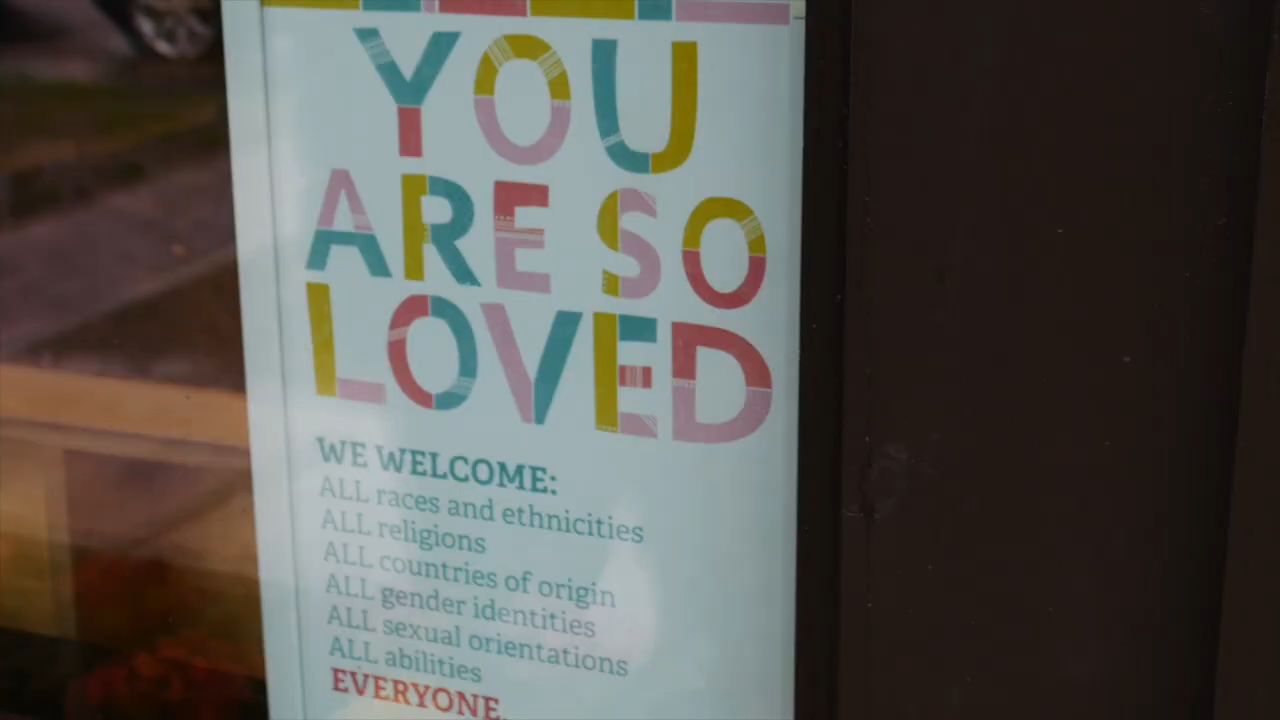 YOU
ARE SO
LOVED
WE WELCOME:
ALL races and ethnicities
ALL religions
ALL countries of origin
ALL gender identities
ALL sexual orientations
ALL abilities
EVERYONE.